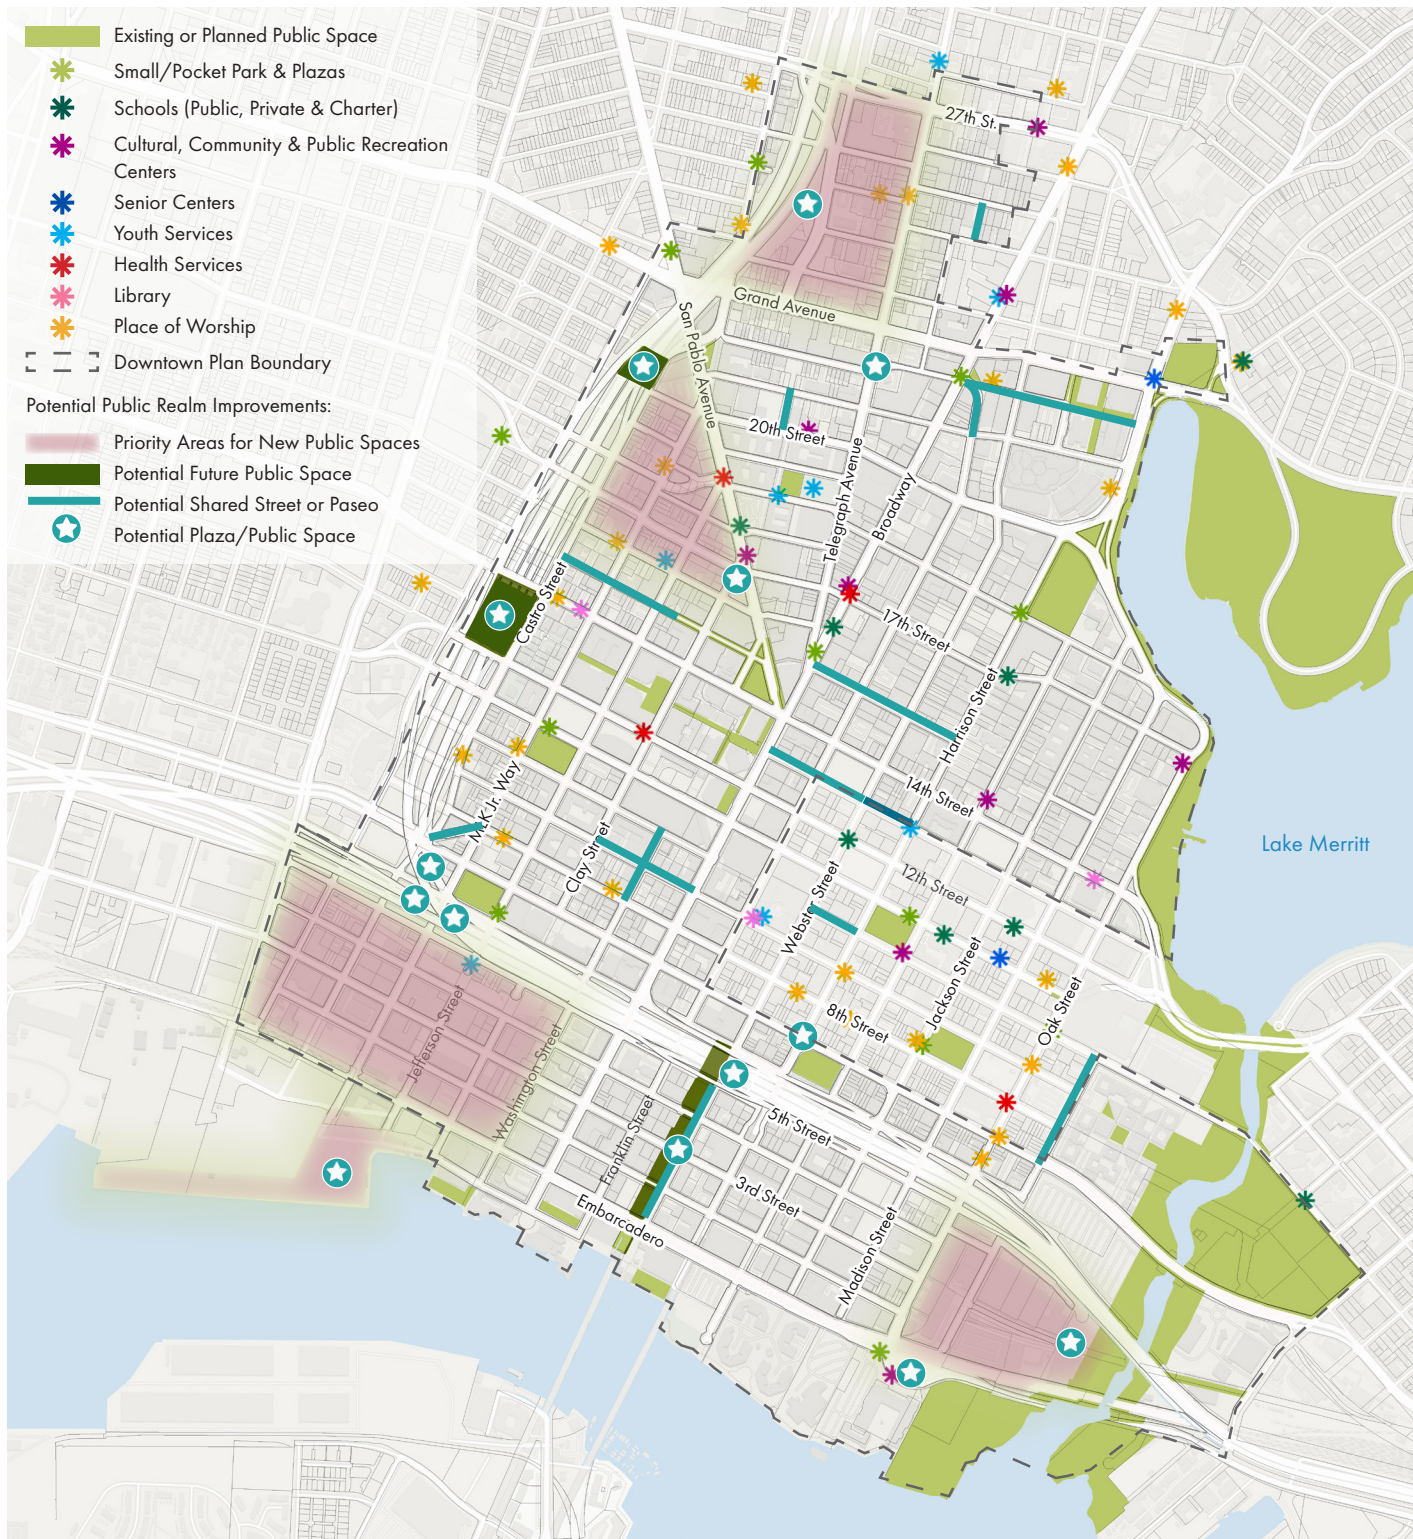 Existing or Planned Public Space
Small/Pocket Park & Plazas
Schools (Public, Private & Charter)
Cultural, Community & Public Recreation
Centers
Senior Centers
Youth Services
Health Services
Library
Place of Worship
Downtown Plan Boundary
Potential Public Realm Improvements:
Priority Areas for New Public Spaces
Potential Future Public Space
Potential Shared Street or Paseo
Potential Plaza/Public Space
27th St.
Grand Avenue
San Pablo Avenue
20th Street
Telegraph Avenue
Broadway
Castro Street
17th Street
Harrison Street
14th Street
MLK Jr. Way
Clay Street
Lake Merritt
12th Street
Webster Street
Jackson Street
Oak Street
8th Street
Jefferson Street
Washington Street
Franklin Street
5th Street
3rd Street
Embarcadero
Madison Street